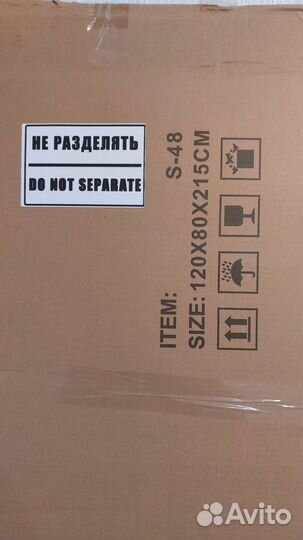 НЕ РАЗДЕЛЯТЬ
DO NOT SEPARATE
ITEM: S-48
SIZE: 120X80X215CM
Avito